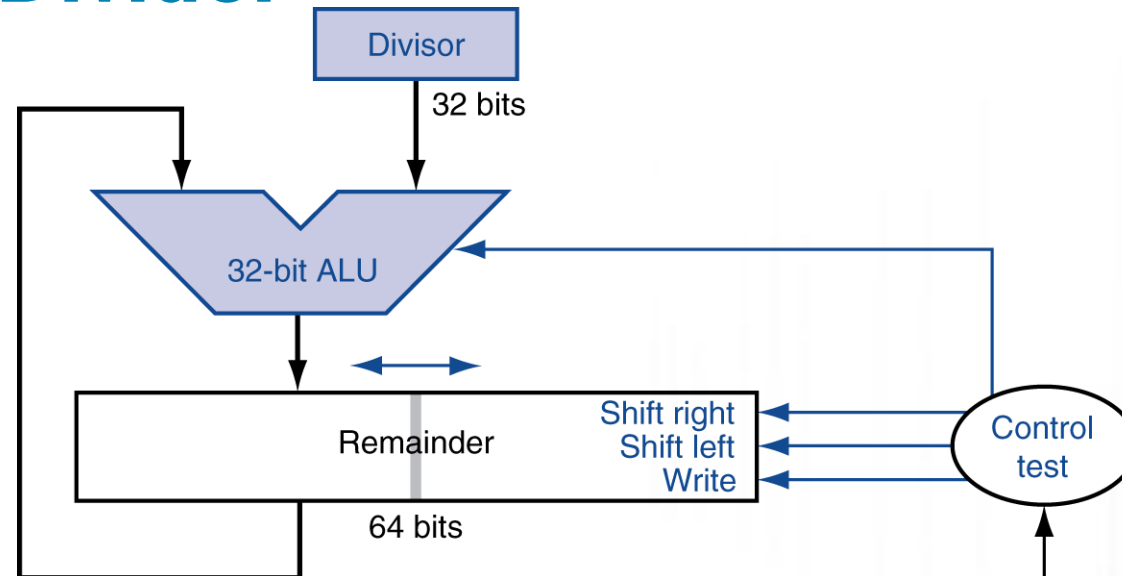 Divisor
32 bits
32-bit ALU
Remainder
Shift right
Shift left
Write
Control
test
64 bits